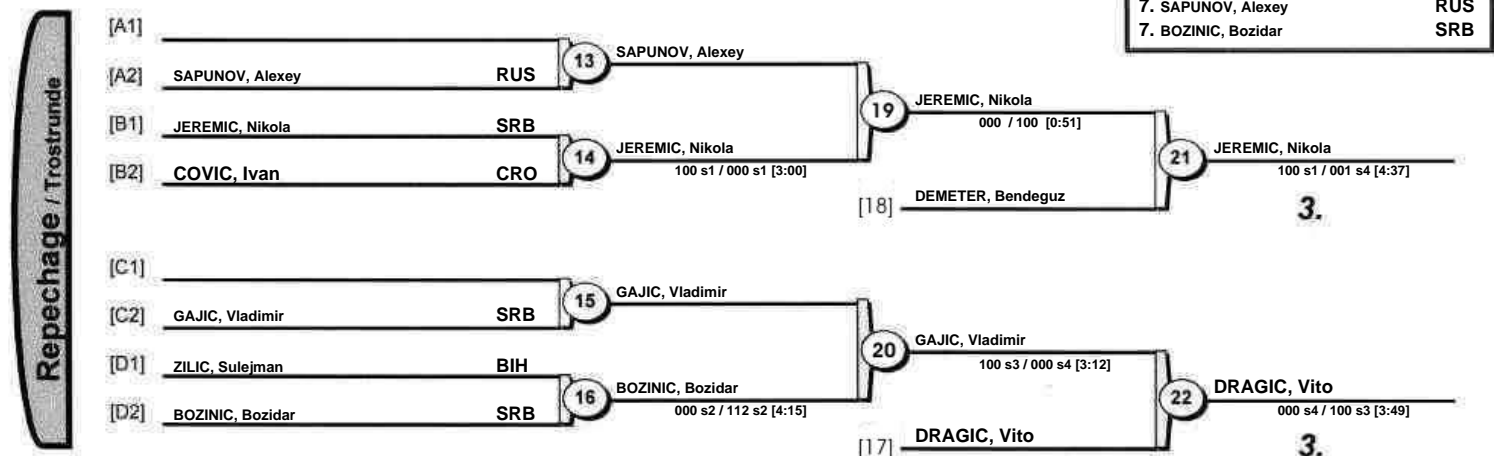 7. SAPUNOV, Alexey RUS
7. BOZINIC, Bozidar SRB
Repechage / Trostrunde
[A1]
13 SAPUNOV, Alexey
[A2] SAPUNOV, Alexey RUS
19 JEREMIC, Nikola
000 / 100 [0:51]
[B1] JEREMIC, Nikola SRB
14 JEREMIC, Nikola
100 s1 / 000 s1 [3:00]
21 JEREMIC, Nikola
100 s1 / 001 s4 [4:37]
[B2] COVIC, Ivan CRO
[18] DEMETER, Bendeguz
3.
[C1]
15 GAJIC, Vladimir
[C2] GAJIC, Vladimir SRB
20 GAJIC, Vladimir
100 s3 / 000 s4 [3:12]
[D1] ZILIC, Sulejman BIH
16 BOZINIC, Bozidar
000 s2 / 112 s2 [4:15]
22 DRAGIC, Vito
000 s4 / 100 s3 [3:49]
[D2] BOZINIC, Bozidar SRB
[17] DRAGIC, Vito
3.